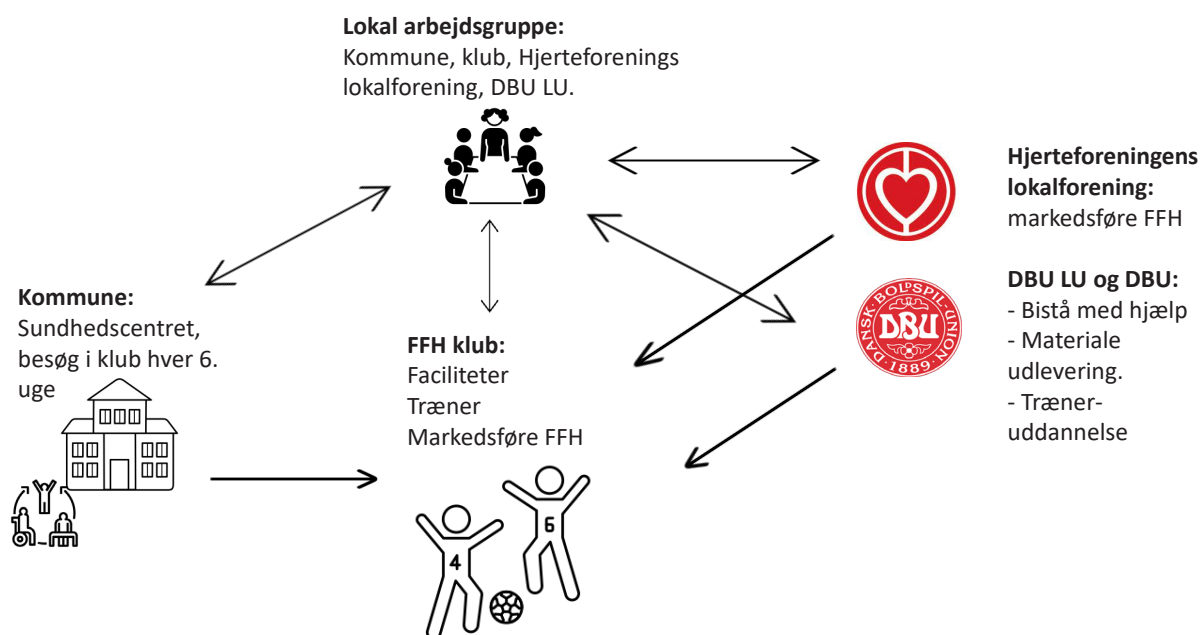 Lokal arbejdsgruppe:
Kommune, klub, Hjerteforenings
lokalforening, DBU LU.
Hjerteforeningens
lokalforening:
markedsføre FFH
Kommune:
Sundhedscentret,
besøg i klub hver 6.
uge
FFH klub:
Faciliteter
Træner
Markedsføre FFH
DANSK·BOLDSPIL·UNION
DBU
·1889·
DBU LU og DBU:
- Bistå med hjælp
- Materiale
udlevering.
- Træner-
uddannelse
4
6